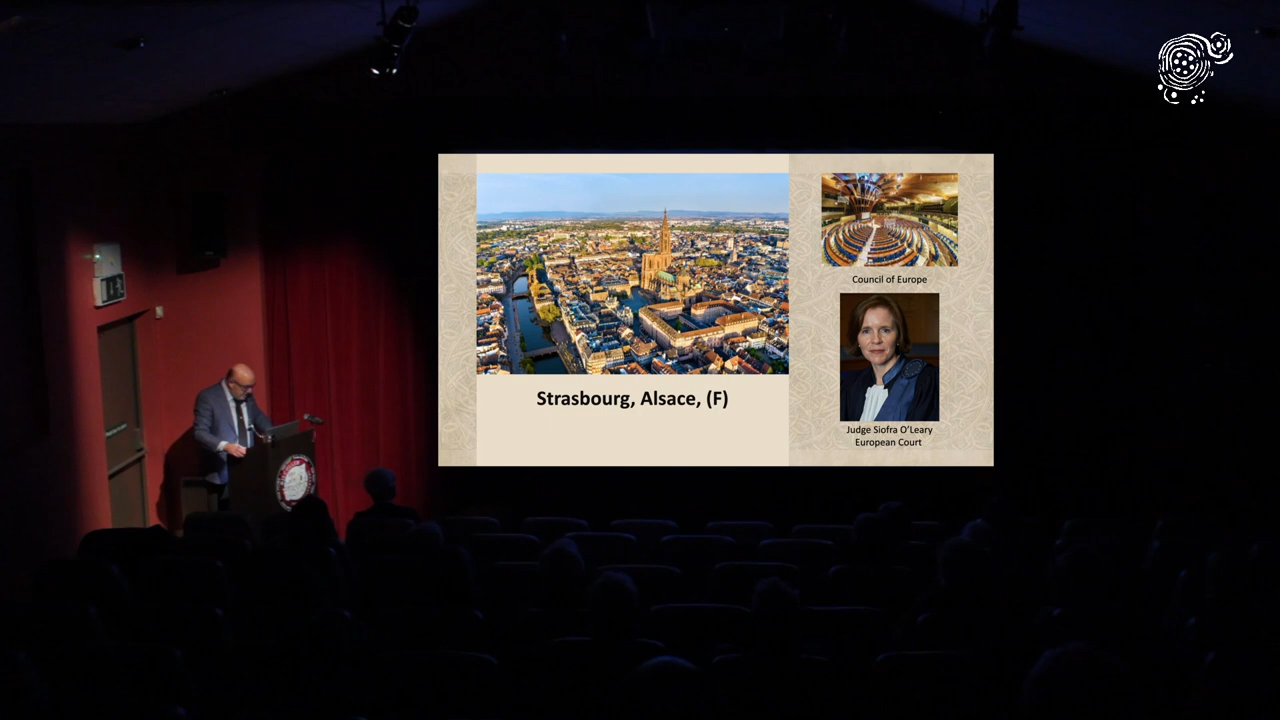 Council of Europe
Strasbourg, Alsace, (F)
Judge Siofra O'Leary
European Court